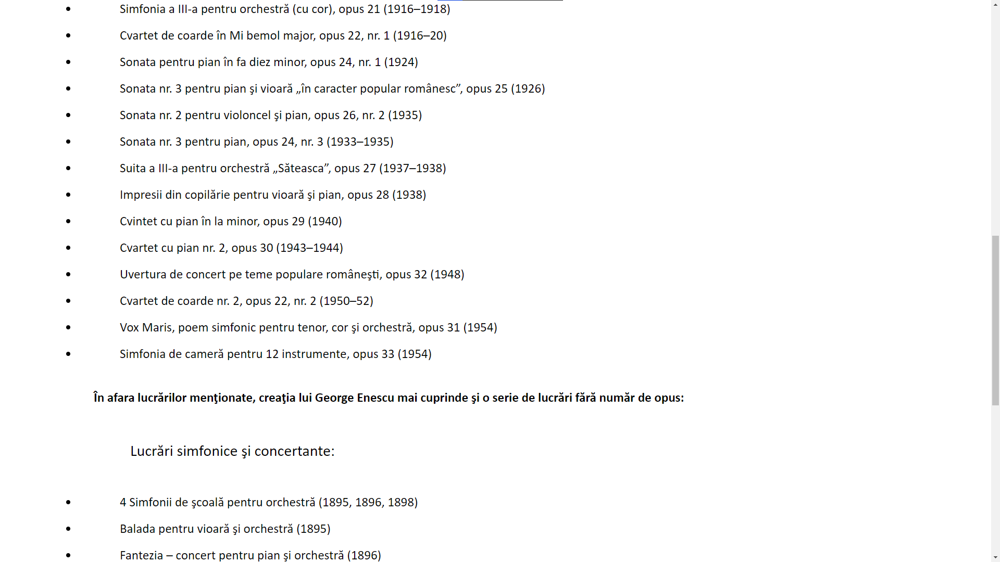 Simfonia a III-a pentru orchestră (cu cor), opus 21 (1916–1918)
Cvartet de coarde în Mi bemol major, opus 22, nr. 1 (1916–20)
Sonata pentru pian în fa diez minor, opus 24, nr. 1 (1924)
Sonata nr. 3 pentru pian şi vioară „în caracter popular românesc”, opus 25 (1926)
Sonata nr. 2 pentru violoncel şi pian, opus 26, nr. 2 (1935)
Sonata nr. 3 pentru pian, opus 24, nr. 3 (1933–1935)
Suita a III-a pentru orchestră „Săteasca”, opus 27 (1937–1938)
Impresii din copilărie pentru vioară şi pian, opus 28 (1938)
Cvintet cu pian în la minor, opus 29 (1940)
Cvartet cu pian nr. 2, opus 30 (1943–1944)
Uvertura de concert pe teme populare româneşti, opus 32 (1948)
Cvartet de coarde nr. 2, opus 22, nr. 2 (1950–52)
Vox Maris, poem simfonic pentru tenor, cor şi orchestră, opus 31 (1954)
Simfonia de cameră pentru 12 instrumente, opus 33 (1954)
În afara lucrărilor menţionate, creaţia lui George Enescu mai cuprinde şi o serie de lucrări fără număr de opus:
Lucrări simfonice şi concertante:
4 Simfonii de şcoală pentru orchestră (1895, 1896, 1898)
Balada pentru vioară şi orchestră (1895)
Fantezia – concert pentru pian şi orchestră (1896)